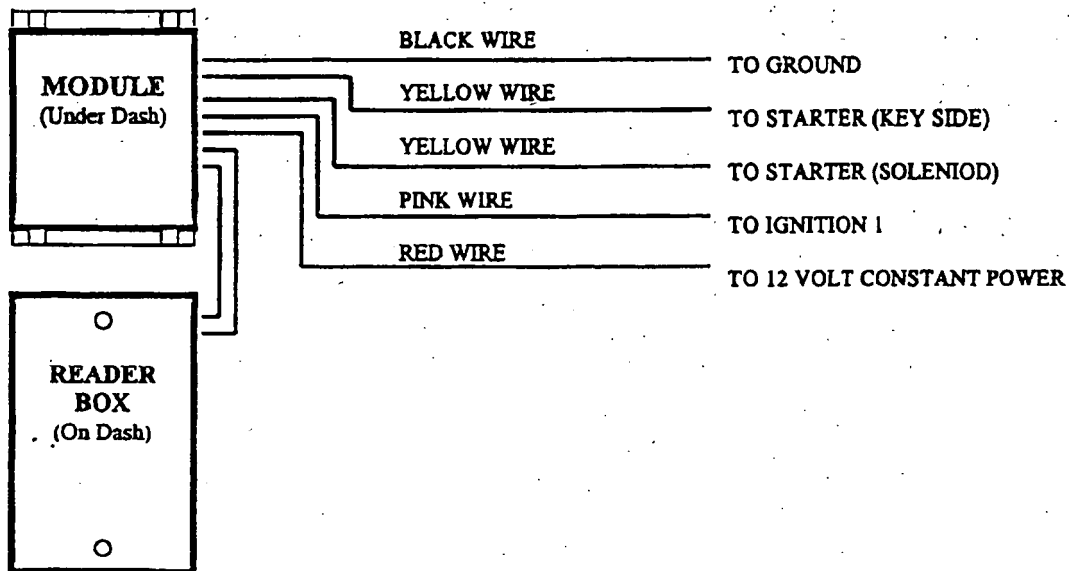 MODULE
(Under Dash)
BLACK WIRE
TO GROUND
YELLOW WIRE
TO STARTER (KEY SIDE)
YELLOW WIRE
TO STARTER (SOLENIOD)
PINK WIRE
TO IGNITION 1
RED WIRE
TO 12 VOLT CONSTANT POWER
READER
BOX
(On Dash)